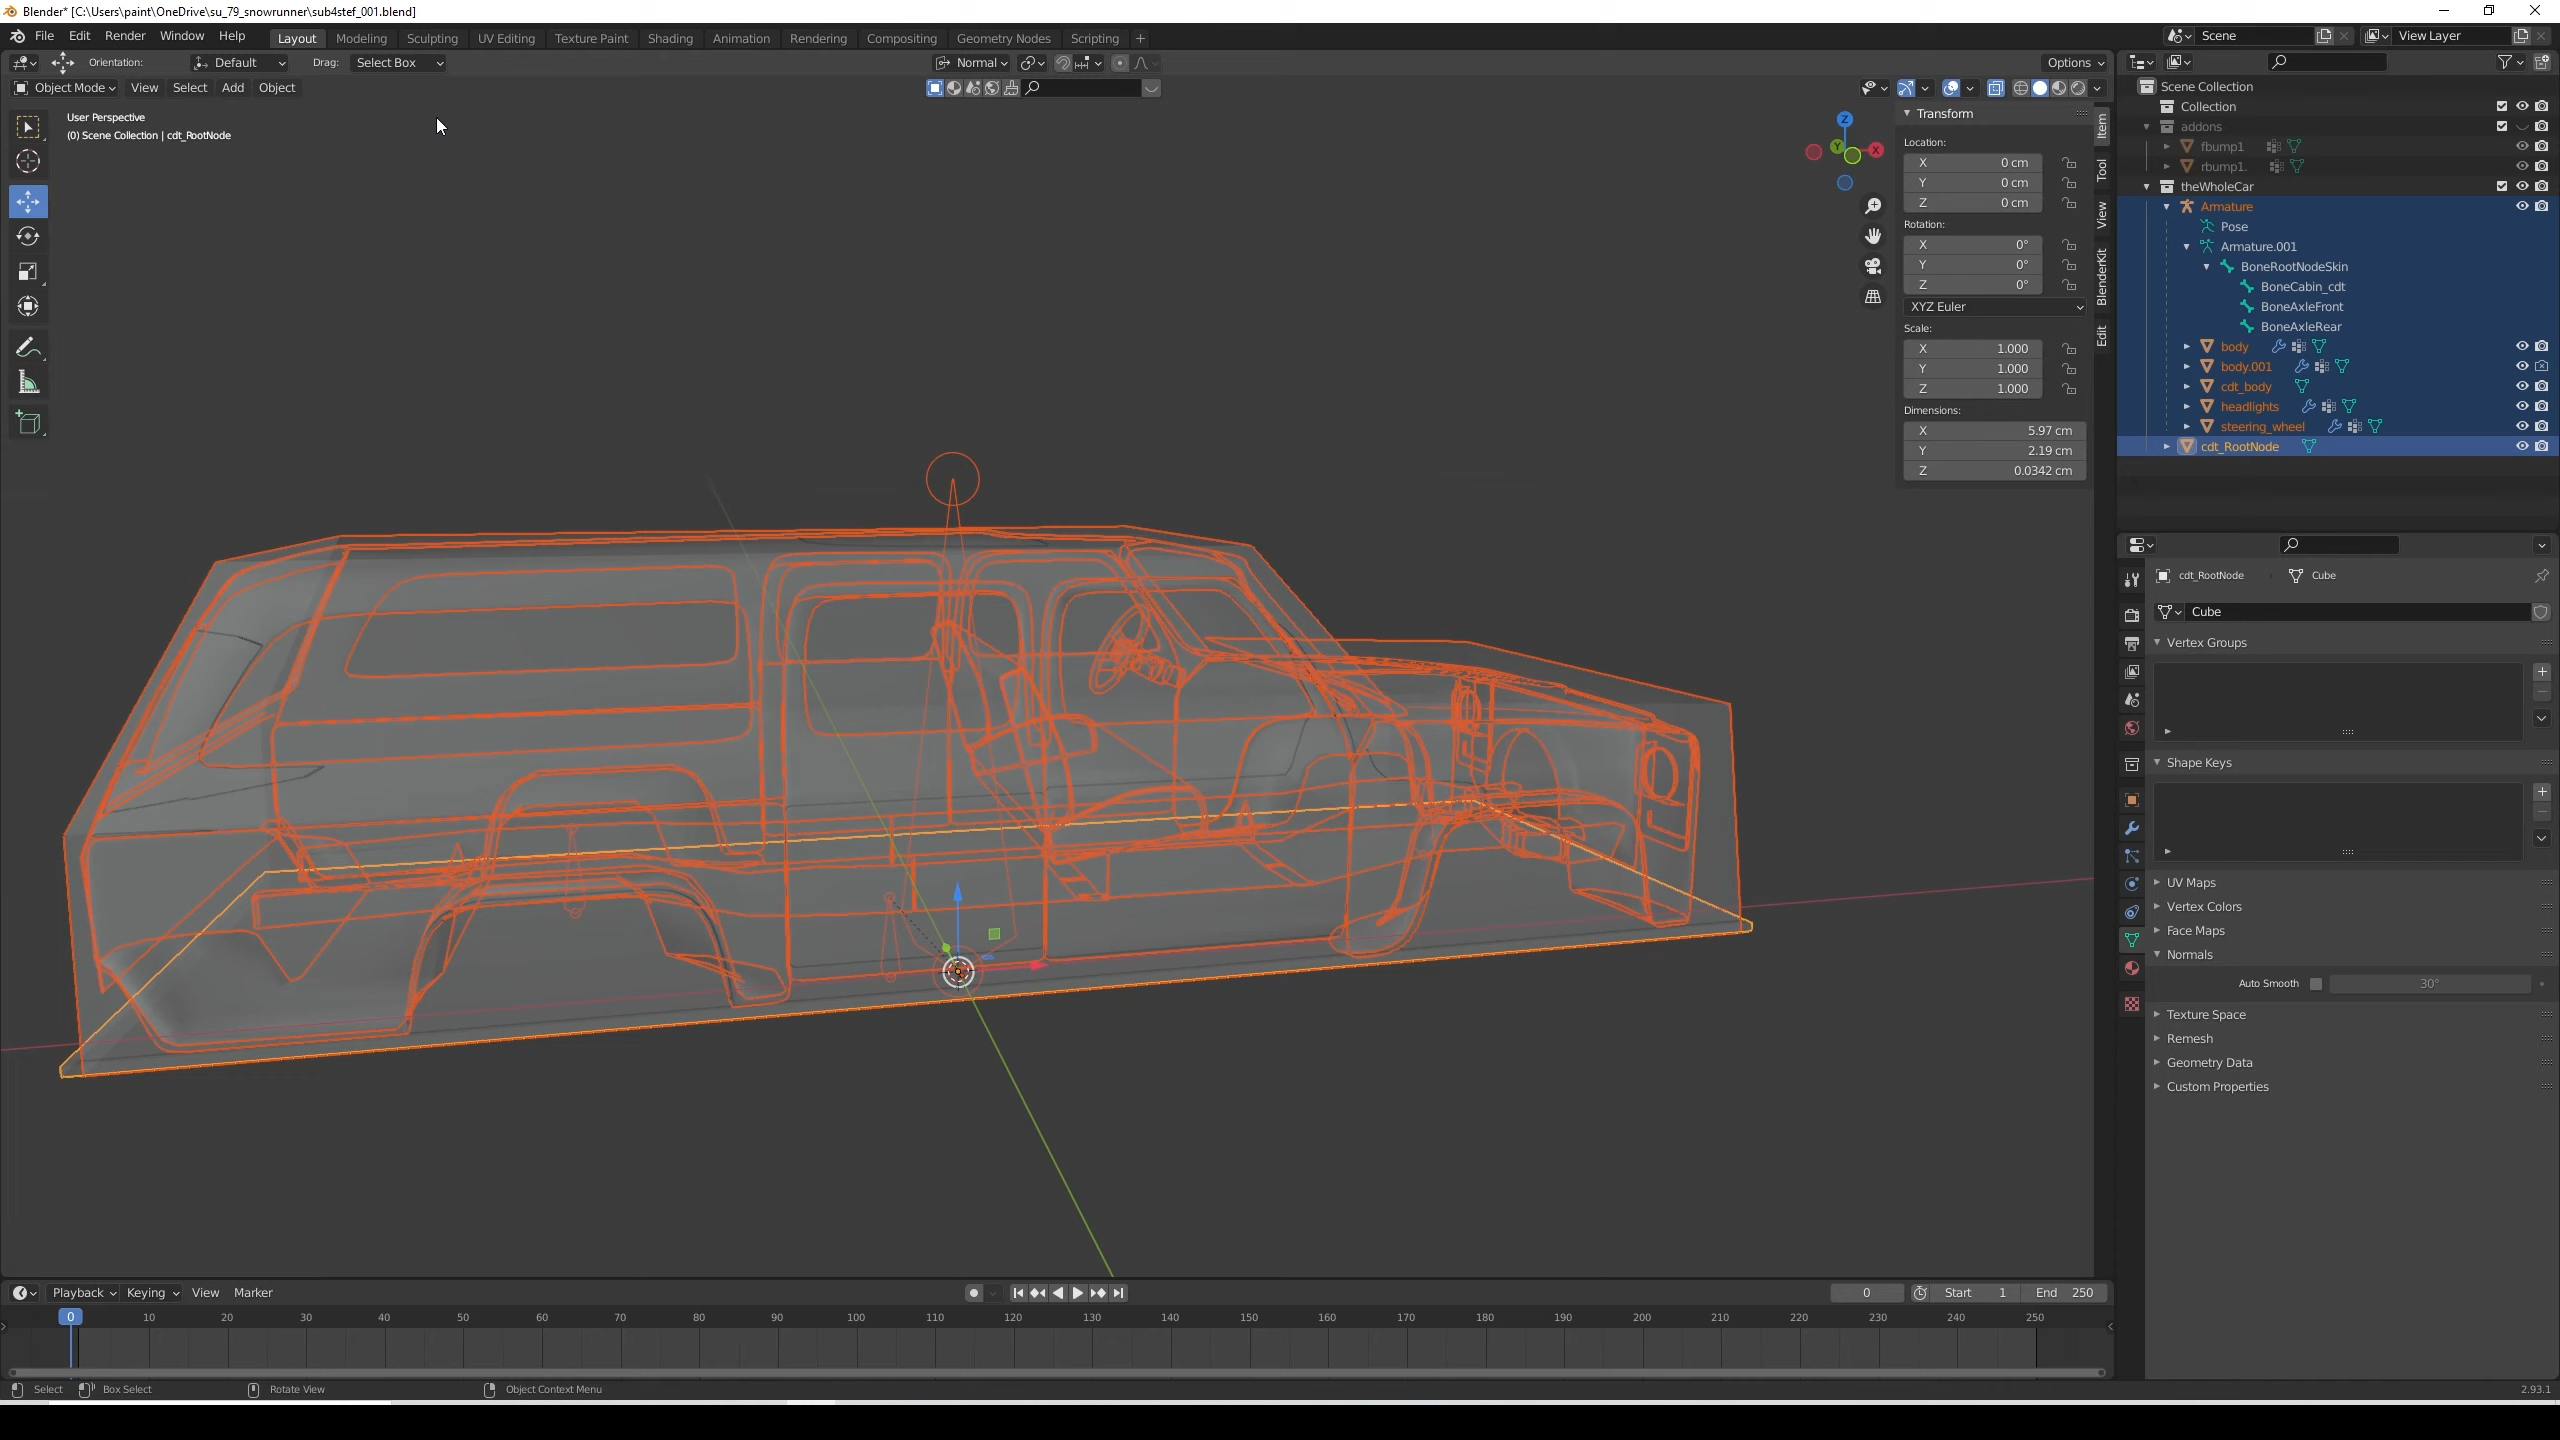 Blender* [C:\Users\paint\OneDrive\su_79_snowrunner\sub4stef_001.blend]
File Edit Render Window Help Layout Modeling Sculpting UV Editing Texture Paint Shading Animation Rendering Compositing Geometry Nodes Scripting + Scene View Layer
Orientation: Default Drag: Select Box Normal Options
Object Mode View Select Add Object
User Perspective
(0) Scene Collection | cdt_RootNode
Transform
Location:
X 0 cm
Y 0 cm
Z 0 cm
Rotation:
X 0°
Y 0°
Z 0°
XYZ Euler
Scale:
X 1.000
Y 1.000
Z 1.000
Dimensions:
X 5.97 cm
Y 2.19 cm
Z 0.0342 cm
Item
Tool
View
BlenderKit
Edit
Z
Y
X
Scene Collection
Collection
addons
fbump1
rbump1.
theWholeCar
Armature
Pose
Armature.001
BoneRootNodeSkin
BoneCabin_cdt
BoneAxleFront
BoneAxleRear
body
body.001
cdt_body
headlights
steering_wheel
cdt_RootNode
cdt_RootNode Cube
Cube
Vertex Groups
Shape Keys
UV Maps
Vertex Colors
Face Maps
Normals
Auto Smooth 30°
Texture Space
Remesh
Geometry Data
Custom Properties
Playback Keying View Marker 0 Start 1 End 250
0 10 20 30 40 50 60 70 80 90 100 110 120 130 140 150 160 170 180 190 200 210 220 230 240 250
Select Box Select Rotate View Object Context Menu 2.93.1